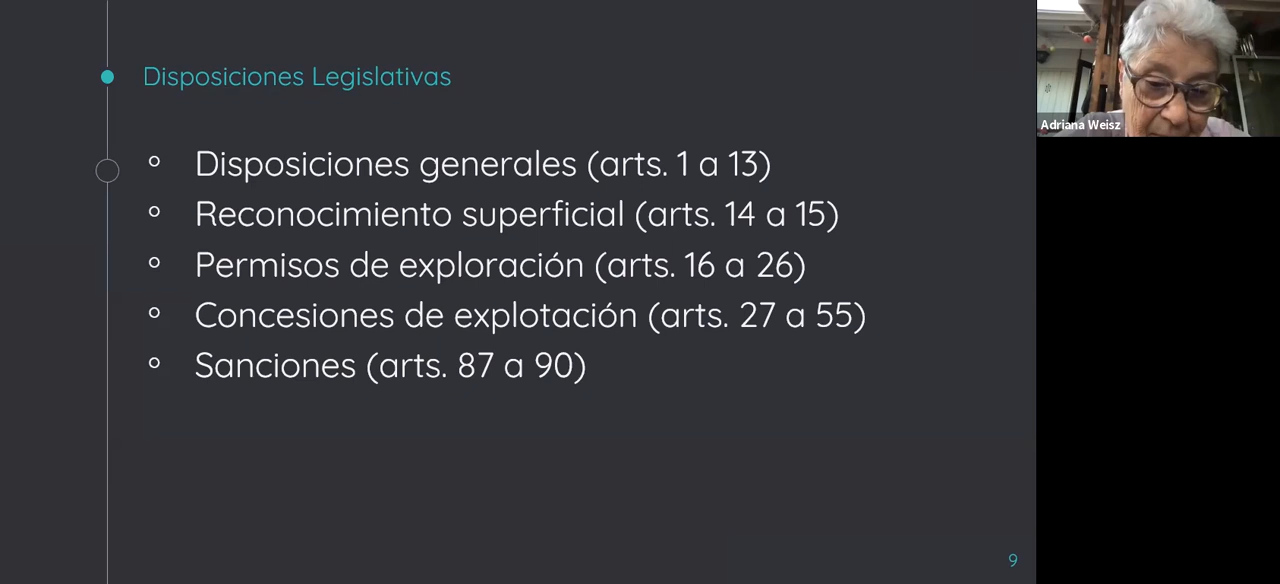 Disposiciones Legislativas
Disposiciones generales (arts. 1 a 13)
Reconocimiento superficial (arts. 14 a 15)
Permisos de exploración (arts. 16 a 26)
Concesiones de explotación (arts. 27 a 55)
Sanciones (arts. 87 a 90)
9
Adriana Weisz